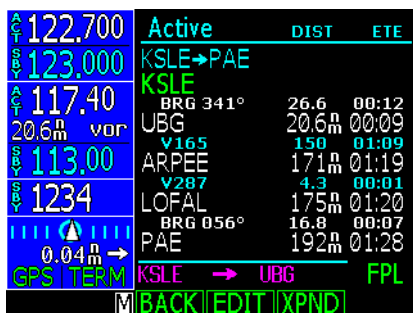 ACT 122.700
SBY 123.000
ACT 117.40
20.6nm vor
SBY 113.00
SBY 1234
0.04nm →
GPS TERM
Active DIST ETE
KSLE→PAE
KSLE
BRG 341° 26.6 00:12
UBG 20.6nm 00:09
V165 150 01:09
ARPEE 171nm 01:19
V287 4.3 00:01
LOFAL 175nm 01:20
BRG 056° 16.8 00:07
PAE 192nm 01:28
KSLE → UBG FPL
M BACK EDIT XPND